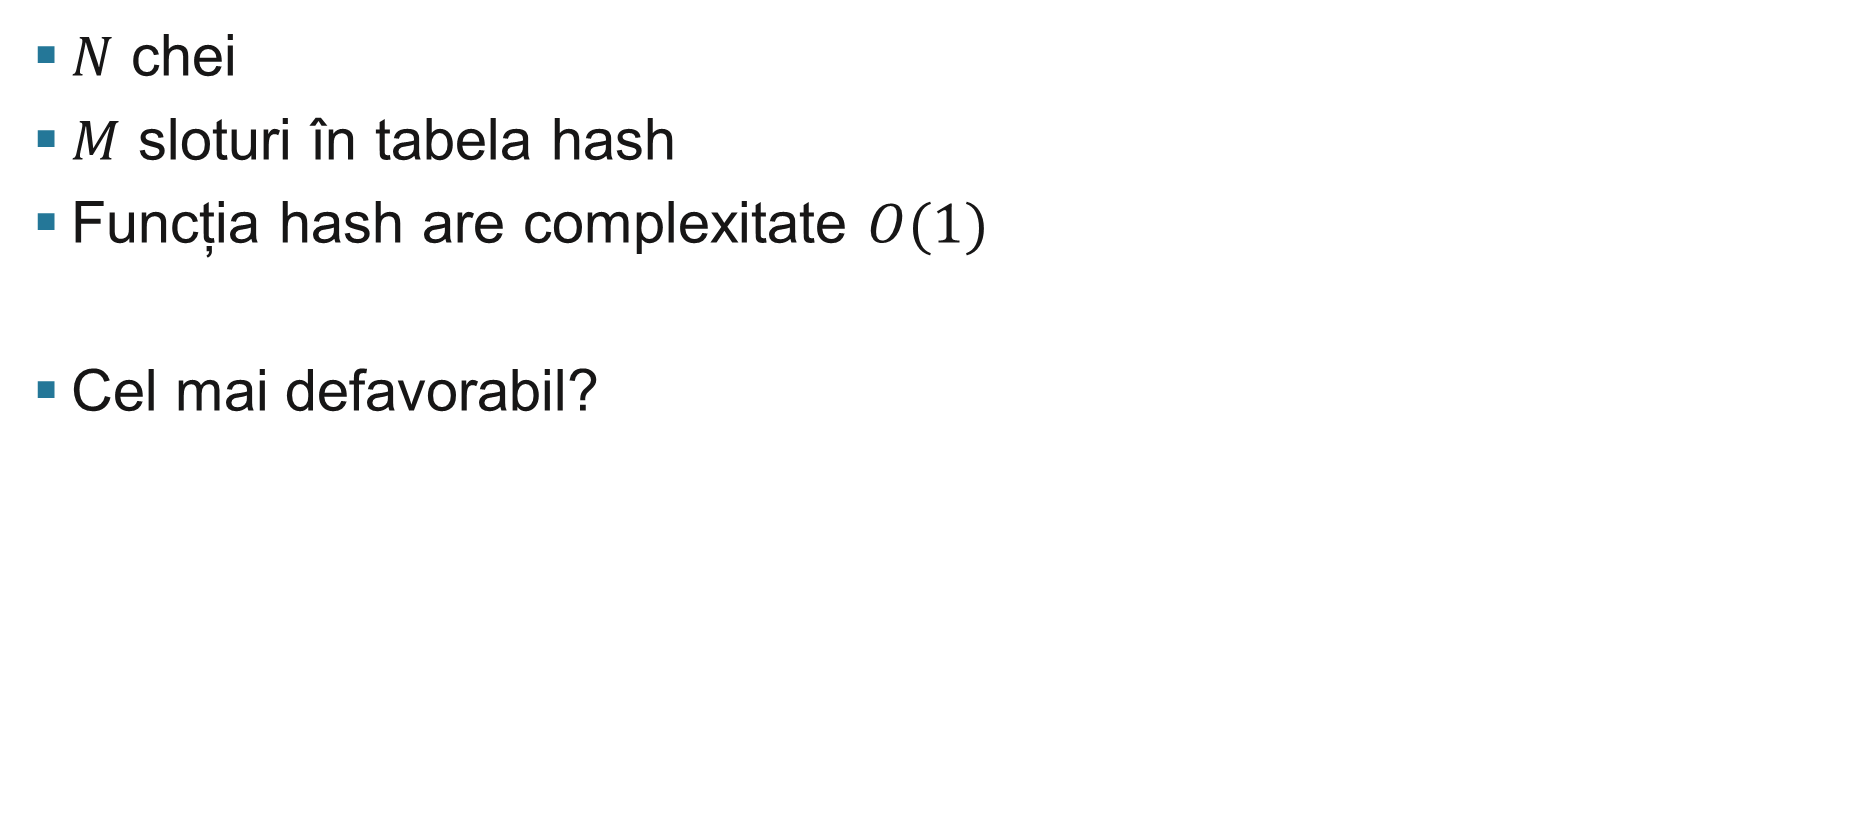 ▪ N chei
▪ M sloturi în tabela hash
▪ Funcția hash are complexitate O(1)
▪ Cel mai defavorabil?